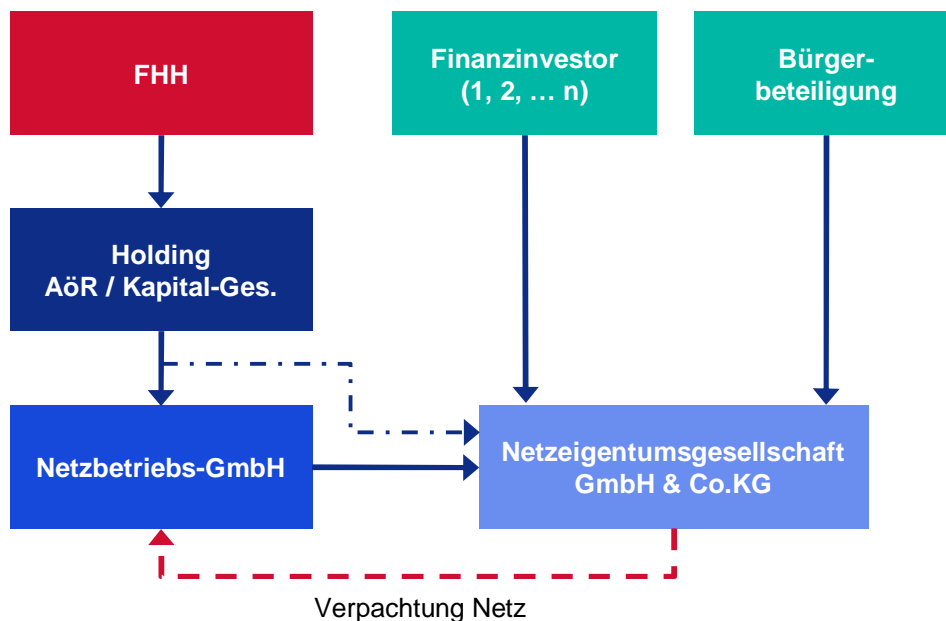 FHH
Finanzinvestor
(1, 2, … n)
Bürger-
beteiligung
Holding
AöR / Kapital-Ges.
Netzbetriebs-GmbH
Netzeigentumsgesellschaft
GmbH & Co.KG
Verpachtung Netz